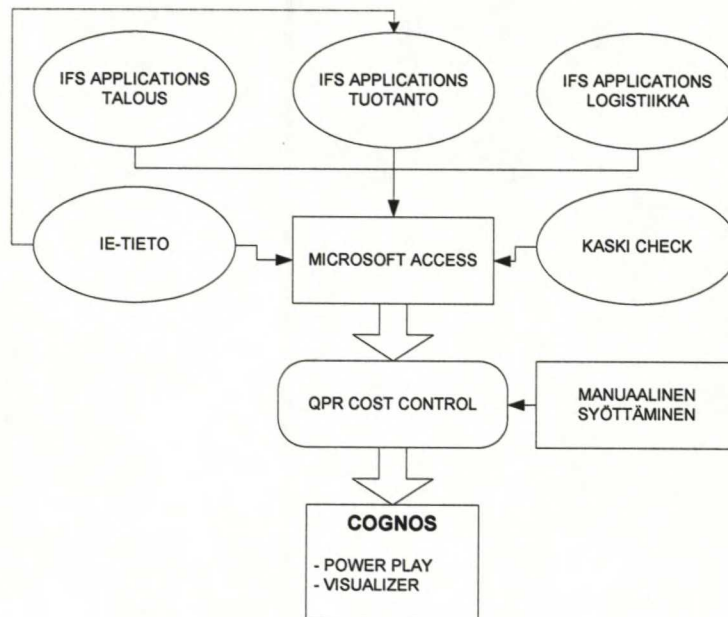 IFS APPLICATIONS
TALOUS
IFS APPLICATIONS
TUOTANTO
IFS APPLICATIONS
LOGISTIIKKA
IE-TIETO
MICROSOFT ACCESS
KASKI CHECK
QPR COST CONTROL
MANUAALINEN
SYÖTTÄMINEN
COGNOS
- POWER PLAY
- VISUALIZER